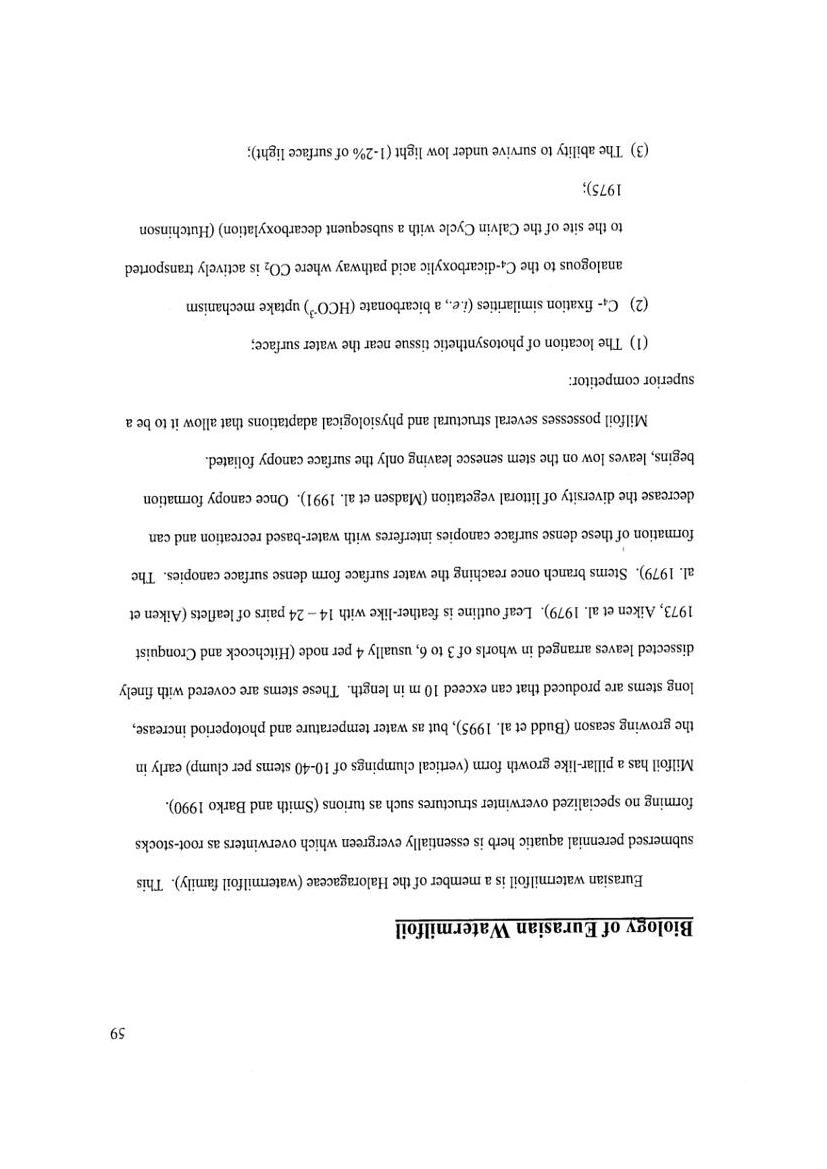 59
Biology of Eurasian Watermilfoil
Eurasian watermilfoil is a member of the Haloragaceae (watermilfoil family). This
submersed perennial aquatic herb is essentially evergreen which overwinters as root-stocks
forming no specialized overwinter structures such as turions (Smith and Barko 1990).
Milfoil has a pillar-like growth form (vertical clumpings of 10-40 stems per clump) early in
the growing season (Budd et al. 1995), but as water temperature and photoperiod increase,
long stems are produced that can exceed 10 m in length. These stems are covered with finely
dissected leaves arranged in whorls of 3 to 6, usually 4 per node (Hitchcock and Cronquist
1973, Aiken et al. 1979). Leaf outline is feather-like with 14 – 24 pairs of leaflets (Aiken et
al. 1979). Stems branch once reaching the water surface form dense surface canopies. The
formation of these dense surface canopies interferes with water-based recreation and can
decrease the diversity of littoral vegetation (Madsen et al. 1991). Once canopy formation
begins, leaves low on the stem senesce leaving only the surface canopy foliated.
Milfoil possesses several structural and physiological adaptations that allow it to be a
superior competitor:
(1) The location of photosynthetic tissue near the water surface;
(2) C₄- fixation similarities (i.e., a bicarbonate (HCO⁻³) uptake mechanism
analogous to the C₄-dicarboxylic acid pathway where CO₂ is actively transported
to the site of the Calvin Cycle with a subsequent decarboxylation) (Hutchinson
1975);
(3) The ability to survive under low light (1-2% of surface light);